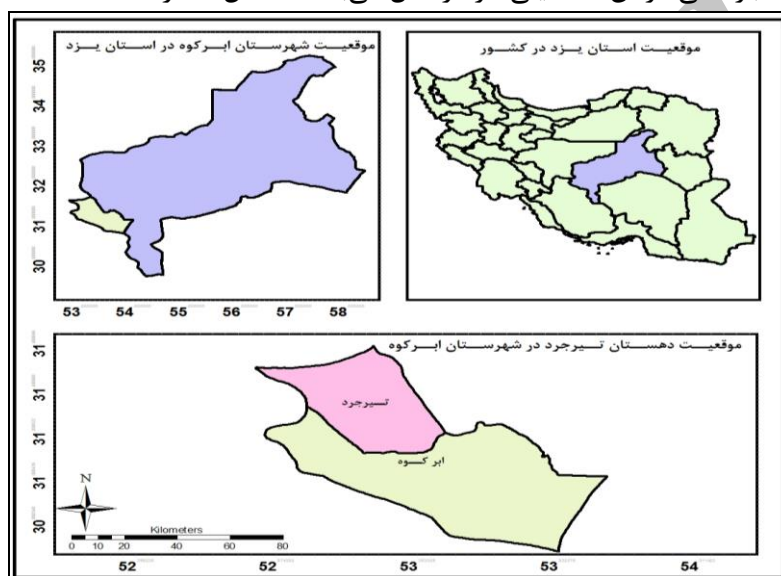 موقعیت استان یزد در کشور
موقعیت شهرستان ابرکوه در استان یزد
35
34
33
32
31
30
53 54 55 56 57 58
موقعیت دهستان تیرجرد در شهرستان ابرکوه
31
31
31
31
30
تیرجرد
ابر کوه
N
Kilometers
0 10 20 40 60 80
52 52 53 53 54